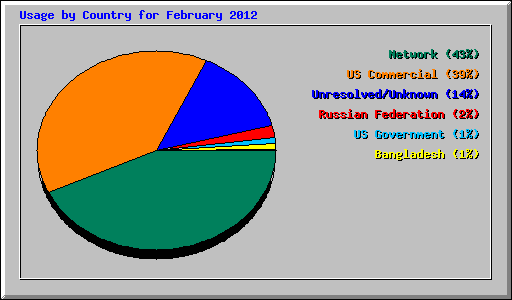 Usage by Country for February 2012
Network (43%)
US Commercial (39%)
Unresolved/Unknown (14%)
Russian Federation (2%)
US Government (1%)
Bangladesh (1%)